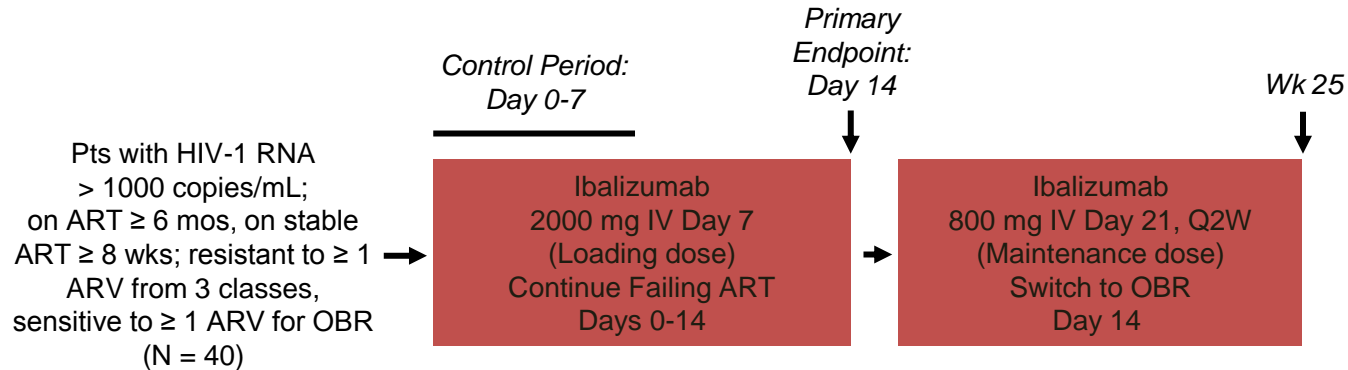 Control Period:
Day 0-7
Primary
Endpoint:
Day 14
Wk 25
Pts with HIV-1 RNA
> 1000 copies/mL;
on ART ≥ 6 mos, on stable
ART ≥ 8 wks; resistant to ≥ 1
ARV from 3 classes,
sensitive to ≥ 1 ARV for OBR
(N = 40)
Ibalizumab
2000 mg IV Day 7
(Loading dose)
Continue Failing ART
Days 0-14
Ibalizumab
800 mg IV Day 21, Q2W
(Maintenance dose)
Switch to OBR
Day 14